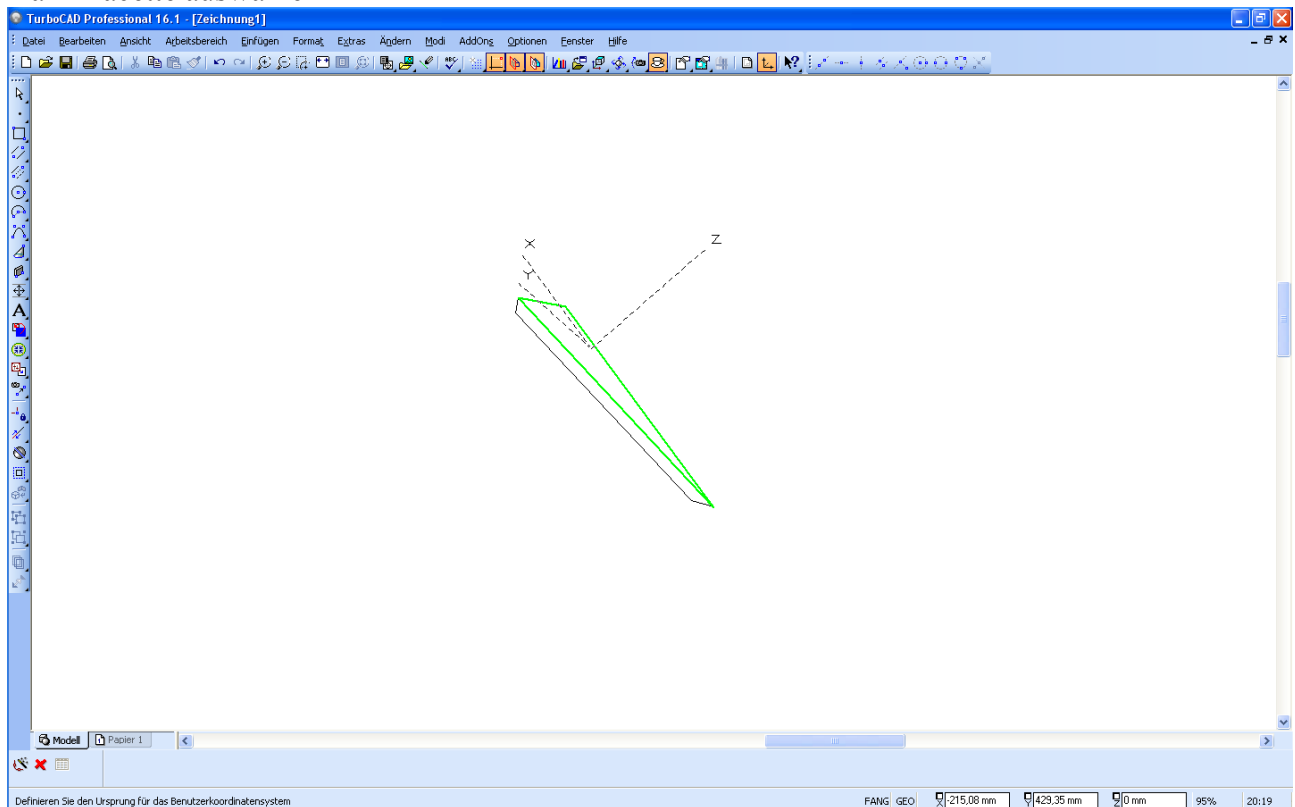 TurboCAD Professional 16.1 - [Zeichnung1]
Datei Bearbeiten Ansicht Arbeitsbereich Einfügen Format Extras Ändern Modi AddOns Optionen Fenster Hilfe
X
Z
Y
A
Modell Papier 1
Definieren Sie den Ursprung für das Benutzerkoordinatensystem
FANG GEO X -215,08 mm Y 429,35 mm Z 0 mm 95% 20:19